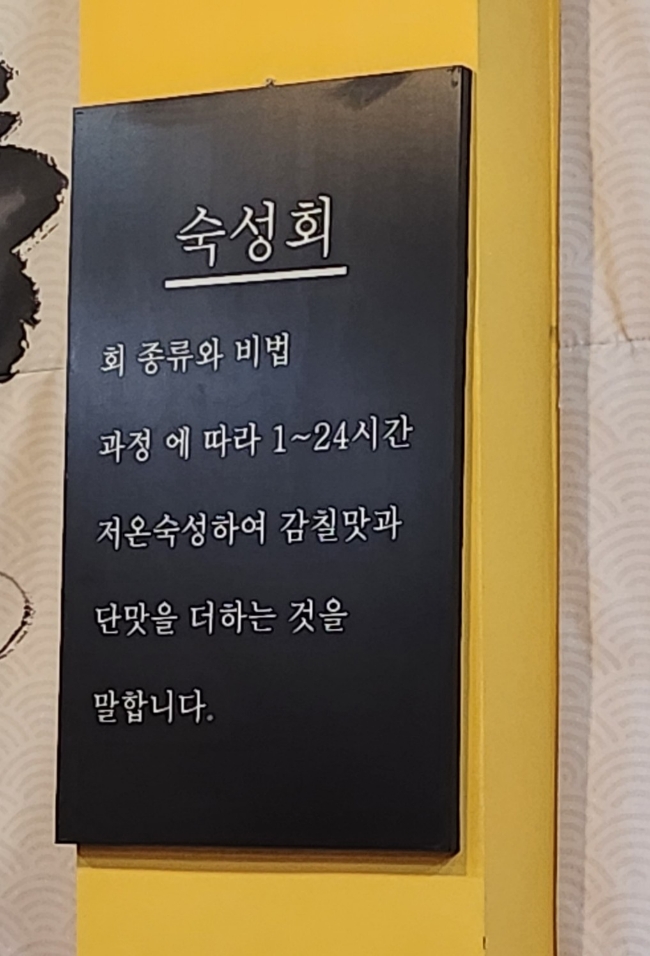 숙성회
회 종류와 비법
과정 에 따라 1~24시간
저온숙성하여 감칠맛과
단맛을 더하는 것을
말합니다.